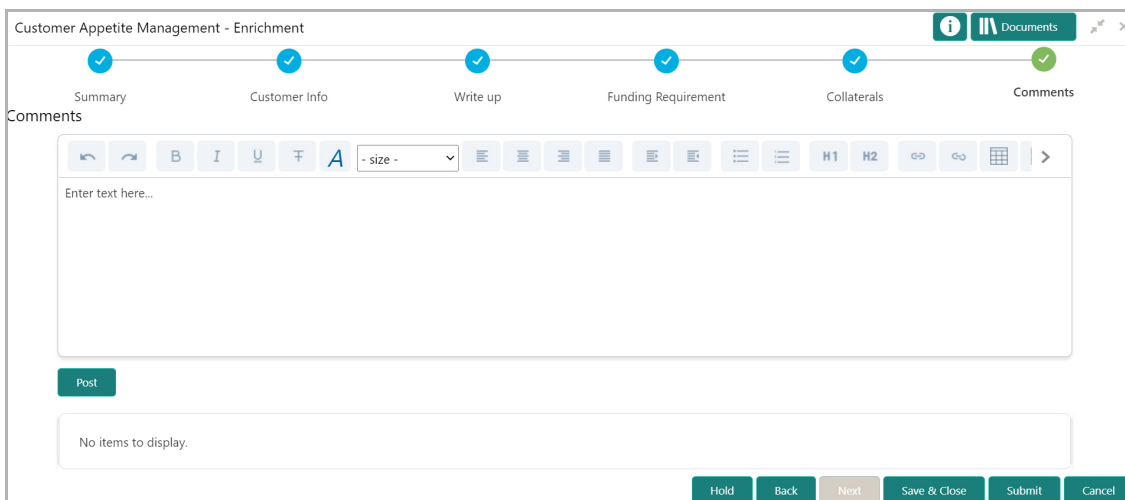 Customer Appetite Management - Enrichment
Documents
Summary
Customer Info
Write up
Funding Requirement
Collaterals
Comments
Comments
B I U T A - size - H1 H2
Enter text here...
Post
No items to display.
Hold Back Next Save & Close Submit Cancel